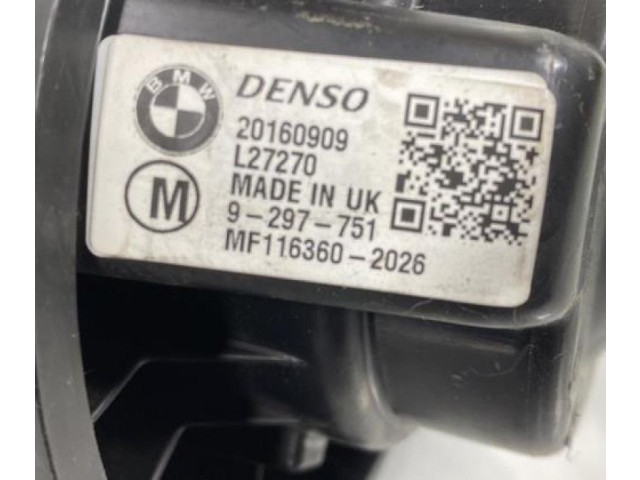 BMW
DENSO
20160909
L27270
MADE IN UK
M
9-297-751
MF116360-2026